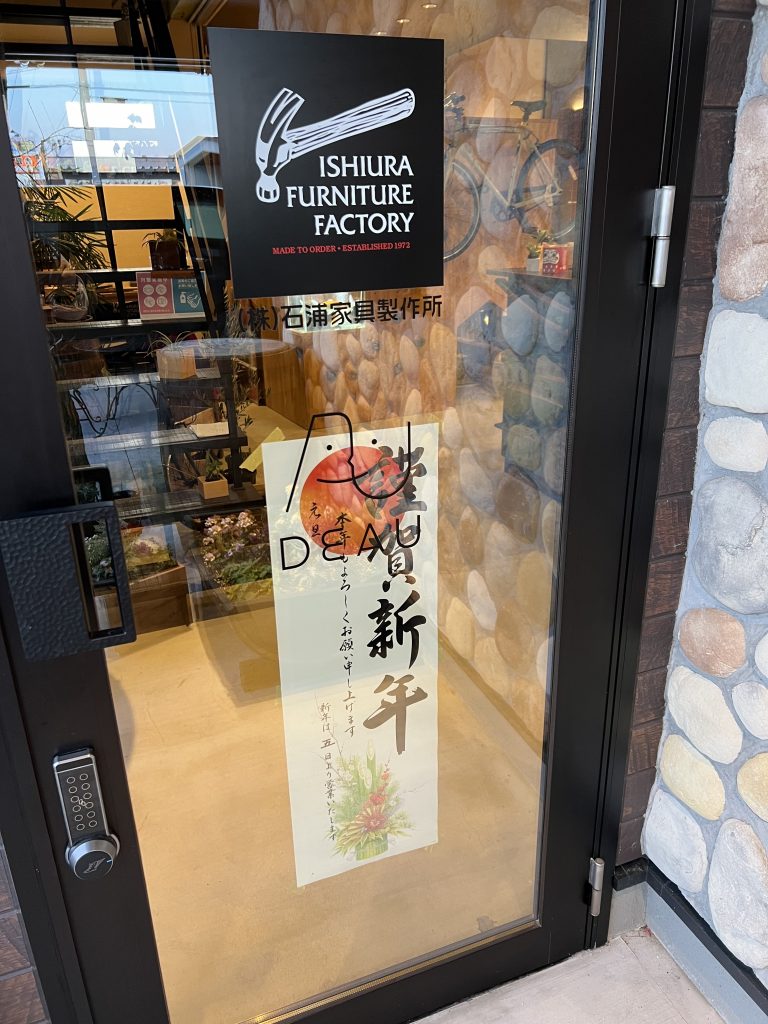 ISHIURA
FURNITURE
FACTORY
MADE TO ORDER • ESTABLISHED 1972
(株)石浦家具製作所
AU
DEAU
謹賀新年
本年もよろしくお願い申し上げます
元旦
新年は五日より営業いたします